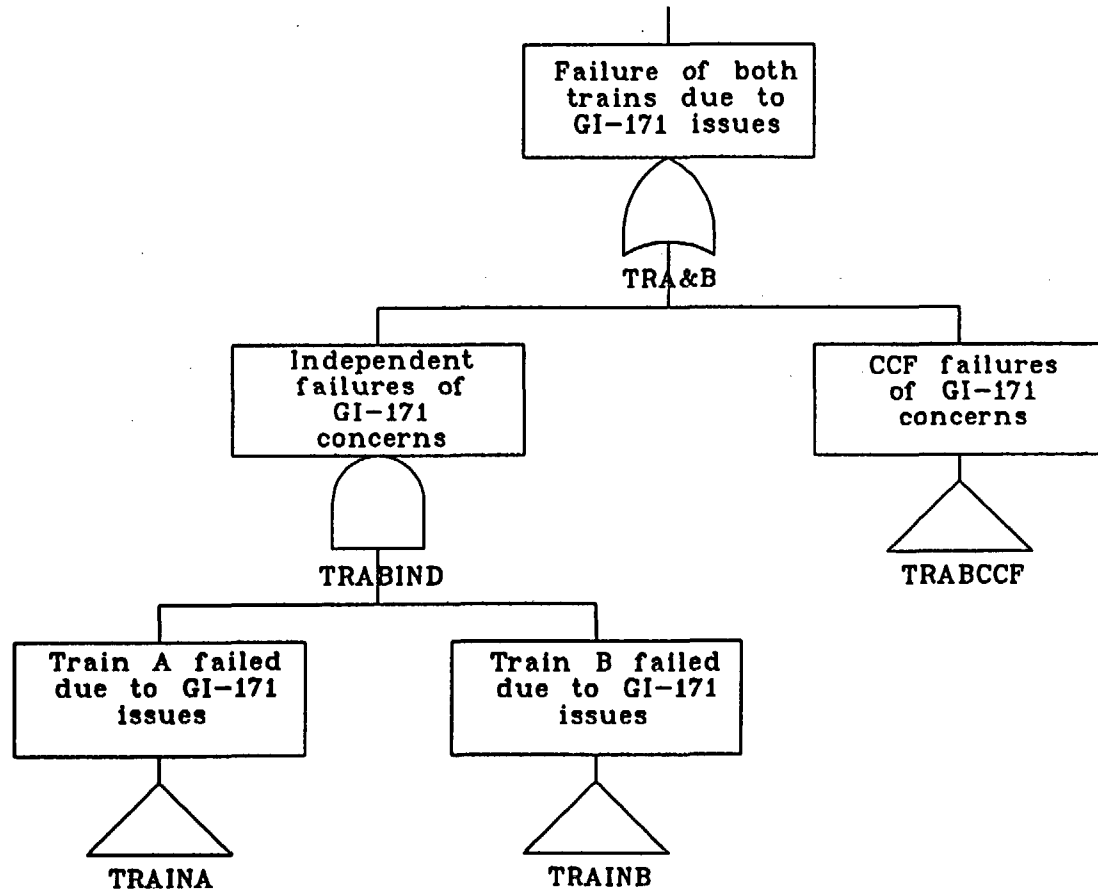 Failure of both
trains due to
GI-171 issues
TRA&B
Independent
failures of
GI-171
concerns
CCF failures
of GI-171
concerns
TRABIND
TRABCCF
Train A failed
due to GI-171
issues
Train B failed
due to GI-171
issues
TRAINA
TRAINB